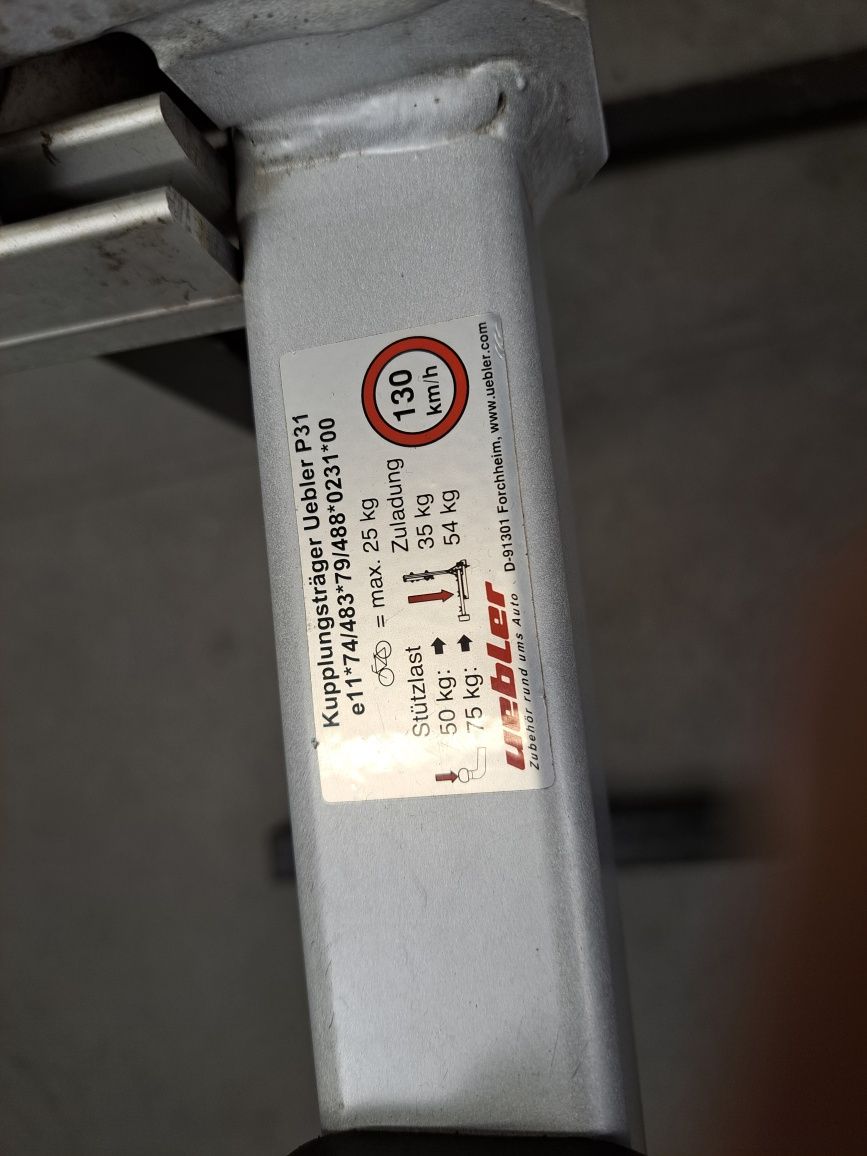 Kupplungsträger Uebler P31
e11*74/483*79/488*0231*00
= max. 25 kg
Stützlast Zuladung
50 kg: 35 kg
75 kg: 54 kg
130
km/h
uebler
Zubehör rund ums Auto
D-91301 Forchheim, www.uebler.com